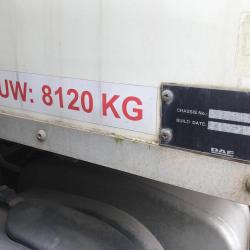 UW: 8120 KG
CHASSIS No.:
BUILD DATE:
DAF